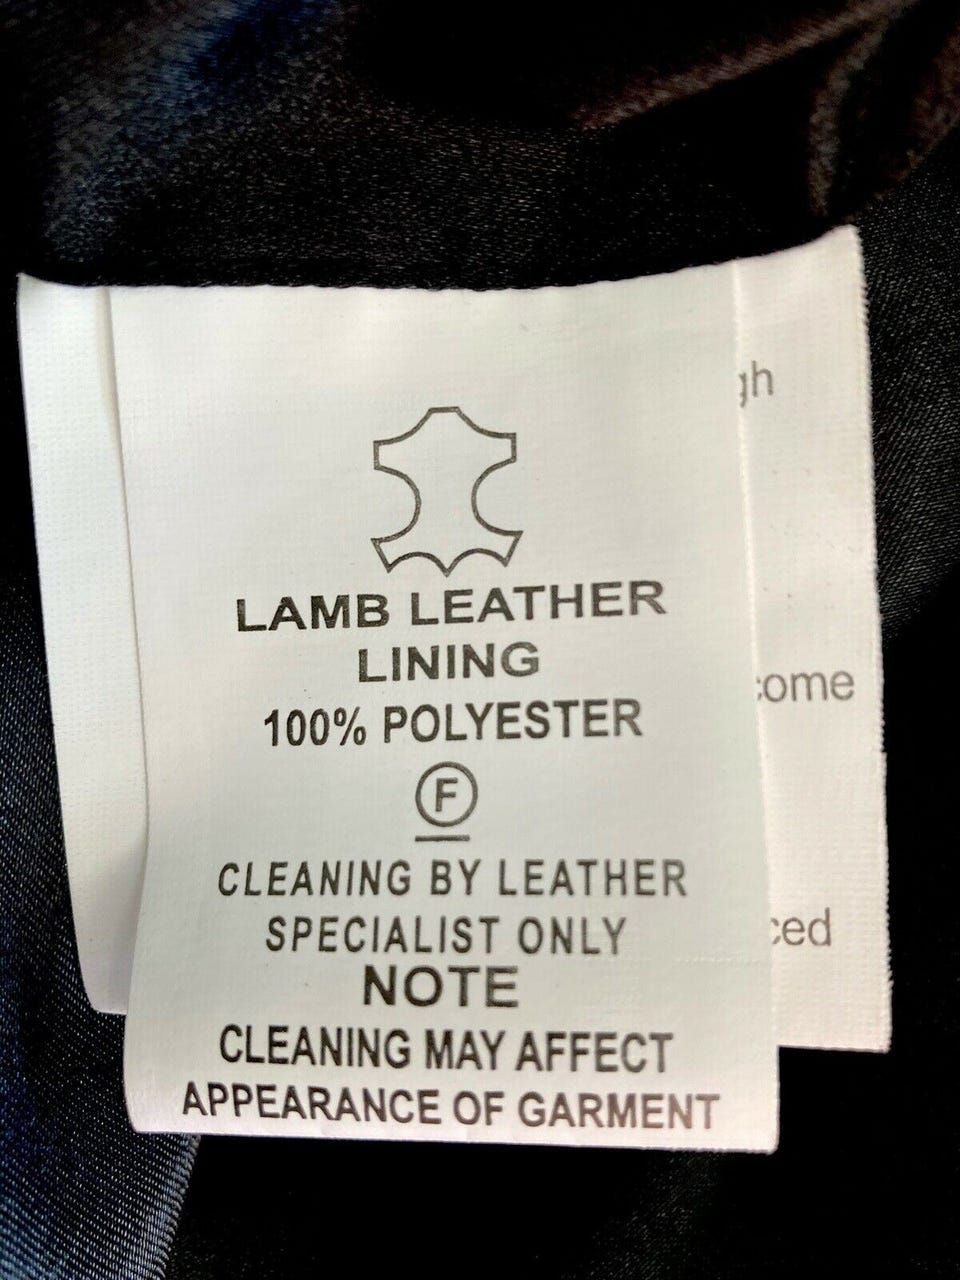 LAMB LEATHER
LINING
100% POLYESTER
F
CLEANING BY LEATHER
SPECIALIST ONLY
NOTE
CLEANING MAY AFFECT
APPEARANCE OF GARMENT